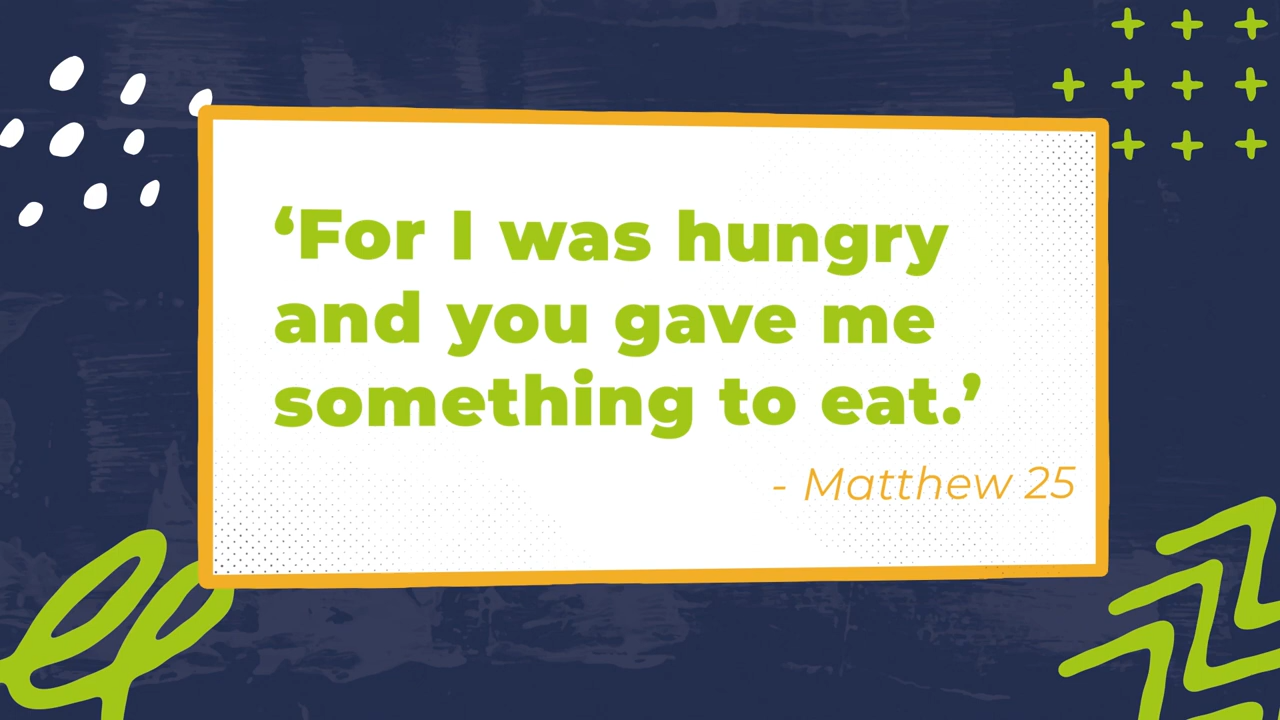 ‘For I was hungry
and you gave me
something to eat.’
- Matthew 25